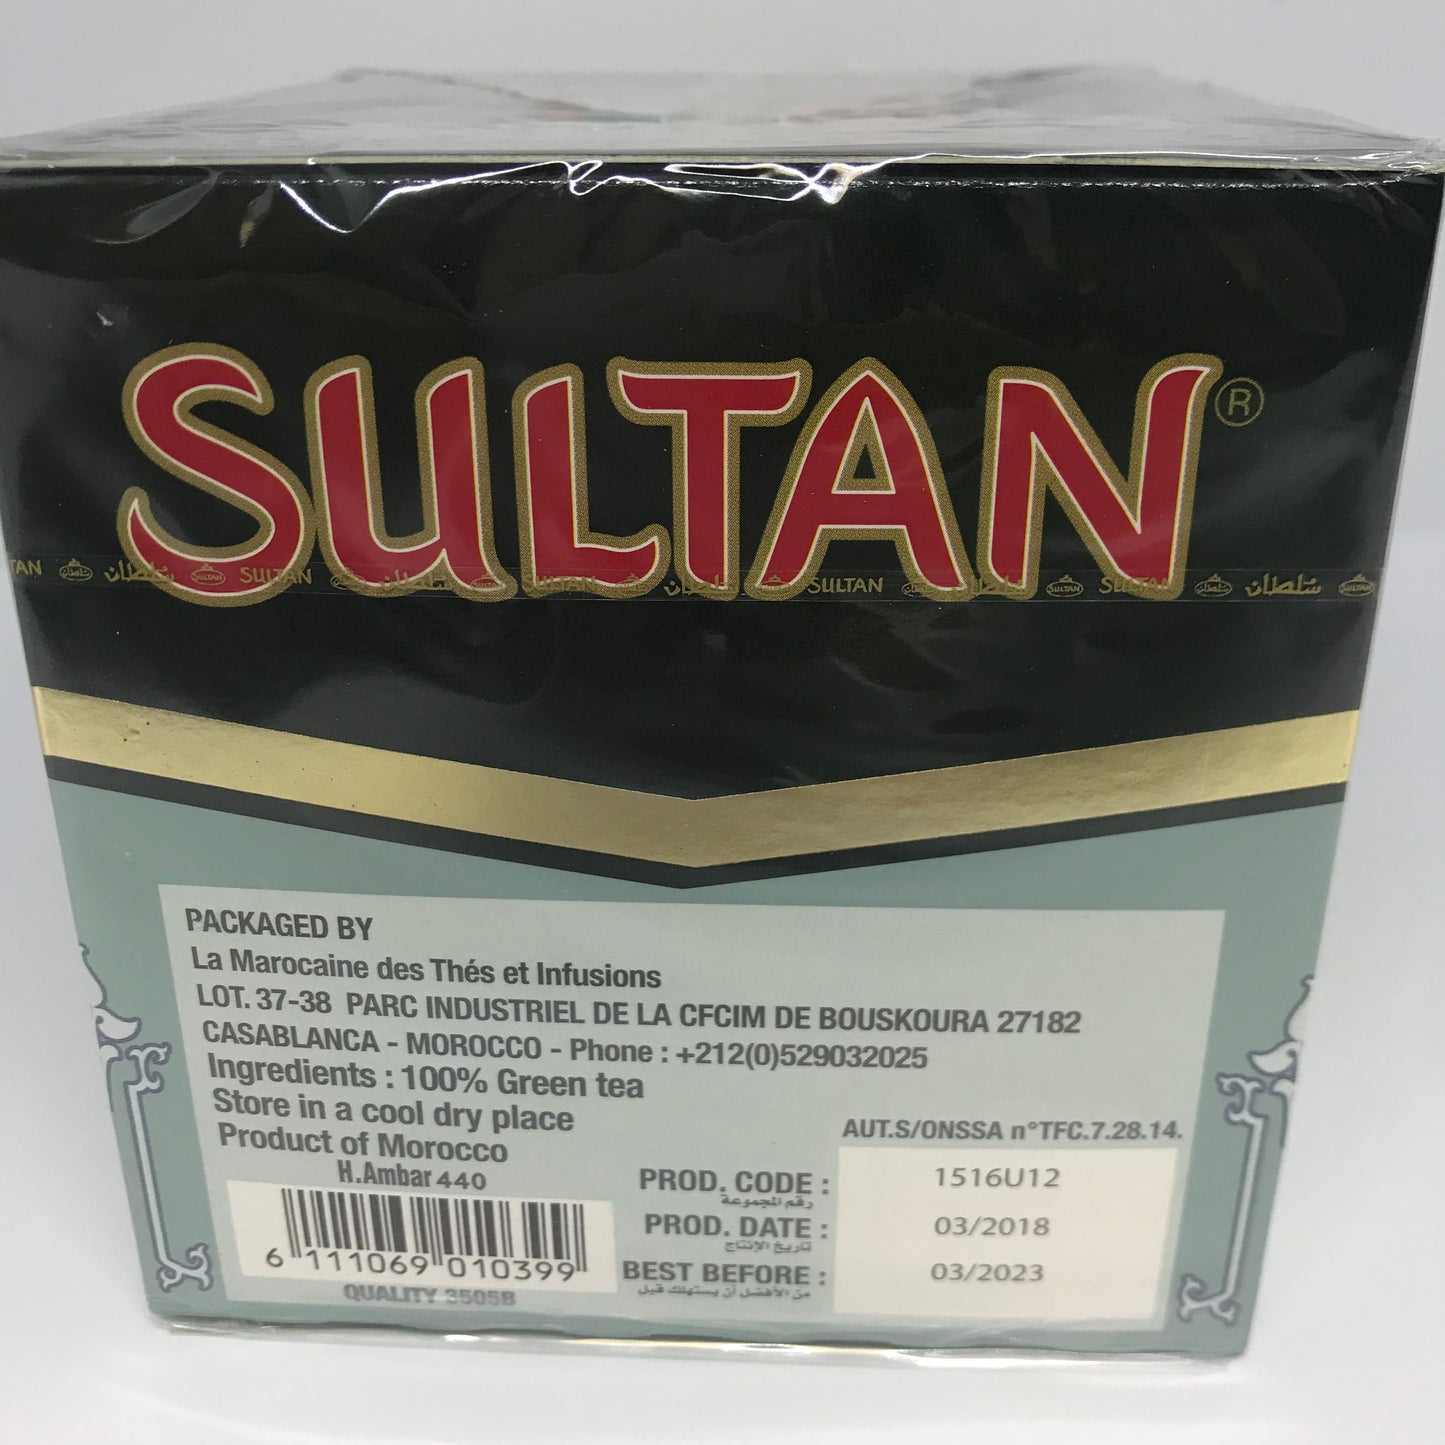 SULTAN®
TAN سلطان SULTAN SULTAN سلطان SULTAN سلطان SULTAN سلطان SULTAN SULTAN سلطان SULTAN
PACKAGED BY
La Marocaine des Thés et Infusions
LOT. 37-38 PARC INDUSTRIEL DE LA CFCIM DE BOUSKOURA 27182
CASABLANCA - MOROCCO - Phone : +212(0)529032025
Ingredients : 100% Green tea
Store in a cool dry place
Product of Morocco
H.Ambar 440
6 111069 010399
QUALITY 3505B
AUT.S/ONSSA n°TFC.7.28.14.
PROD. CODE : 1516U12
رقم المجموعة
PROD. DATE : 03/2018
تاريخ الإنتاج
BEST BEFORE : 03/2023
من الأفضل أن يستهلك قبل